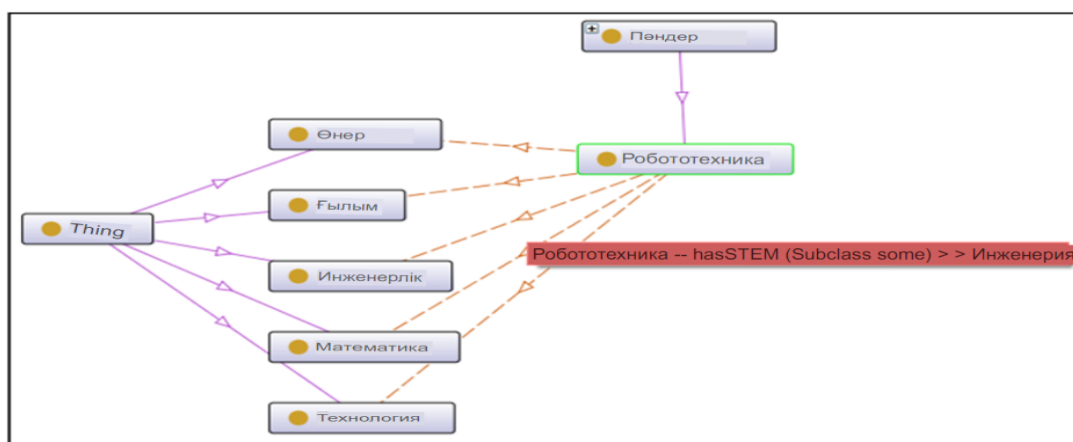 Пәндер
Өнер
Робототехника
Ғылым
Thing
Робототехника -- hasSTEM (Subclass some) > > Инженерия
Инженерлік
Математика
Технология